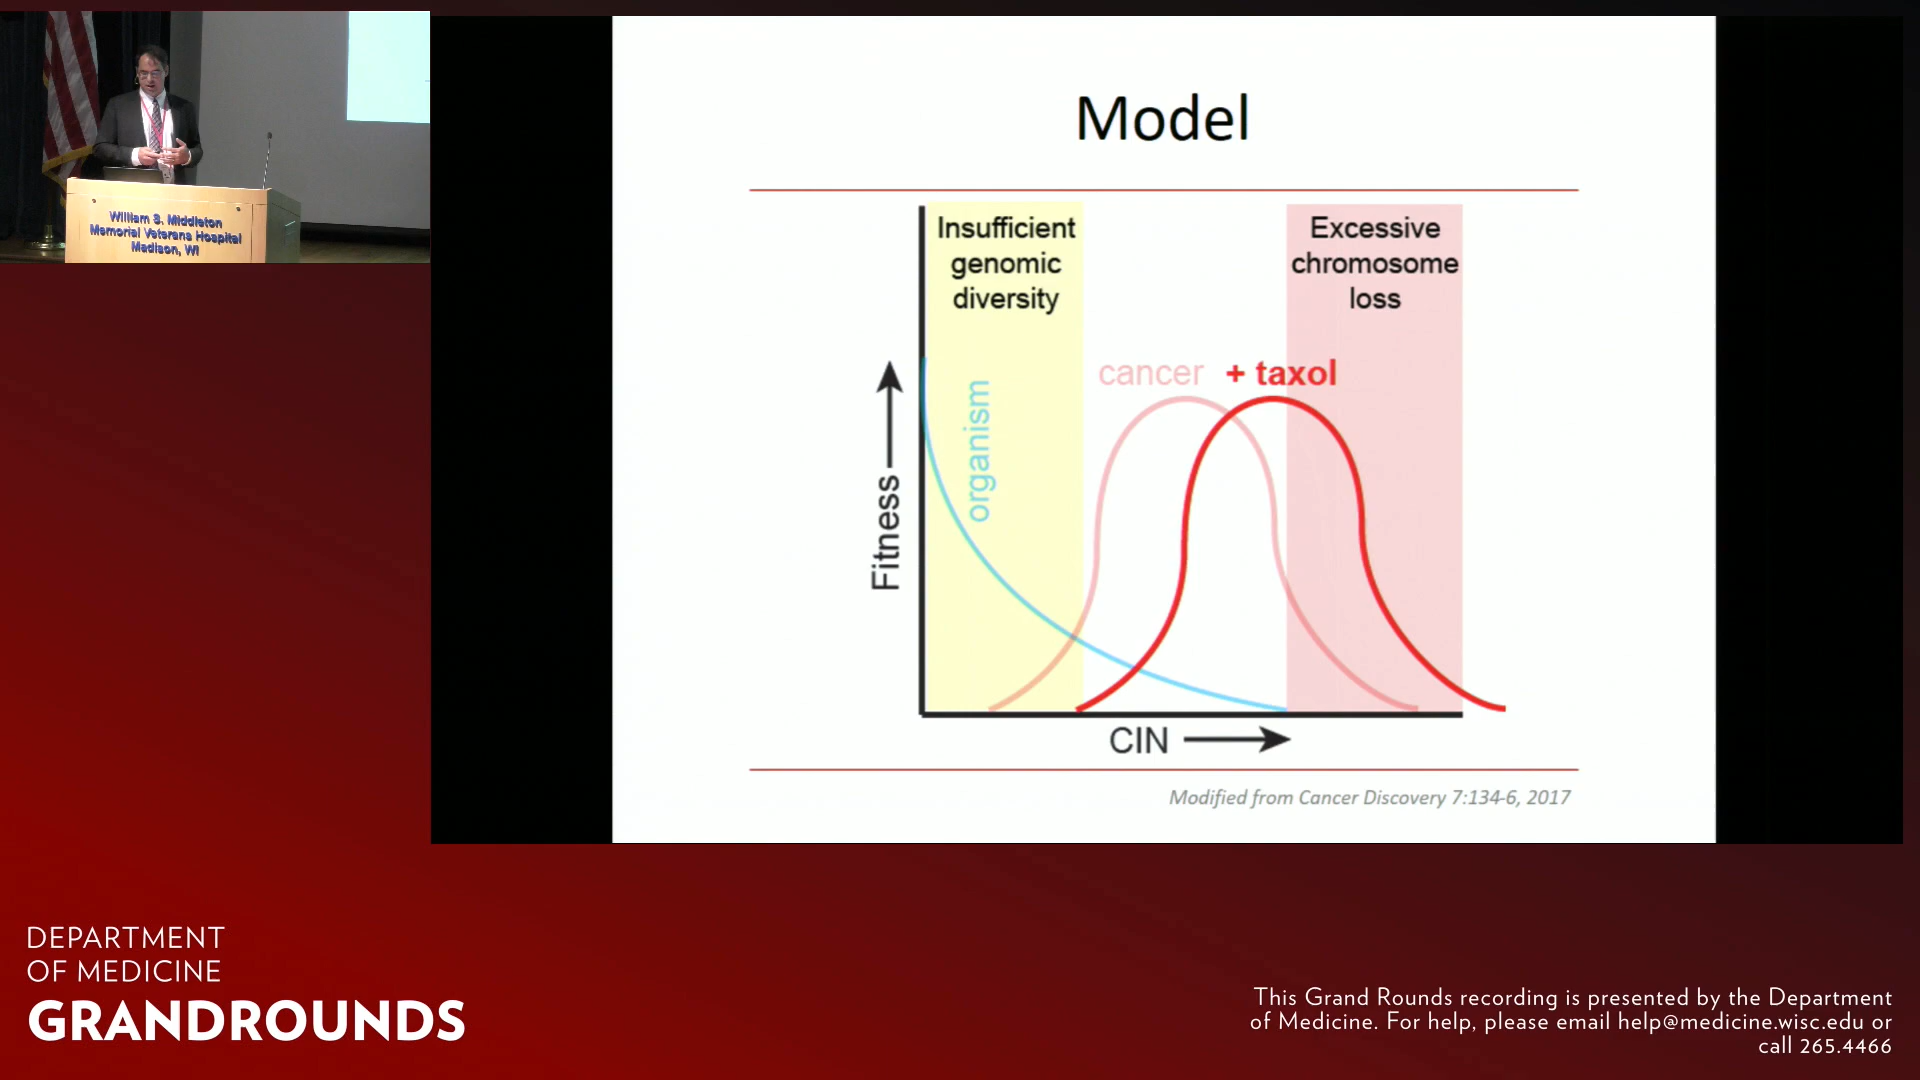 William S. Middleton
Memorial Veterans Hospital
Madison, WI
Model
Insufficient
genomic
diversity
Excessive
chromosome
loss
cancer + taxol
organism
Fitness
CIN
Modified from Cancer Discovery 7:134-6, 2017
DEPARTMENT
OF MEDICINE
GRANDROUNDS
This Grand Rounds recording is presented by the Department
of Medicine. For help, please email help@medicine.wisc.edu or
call 265.4466